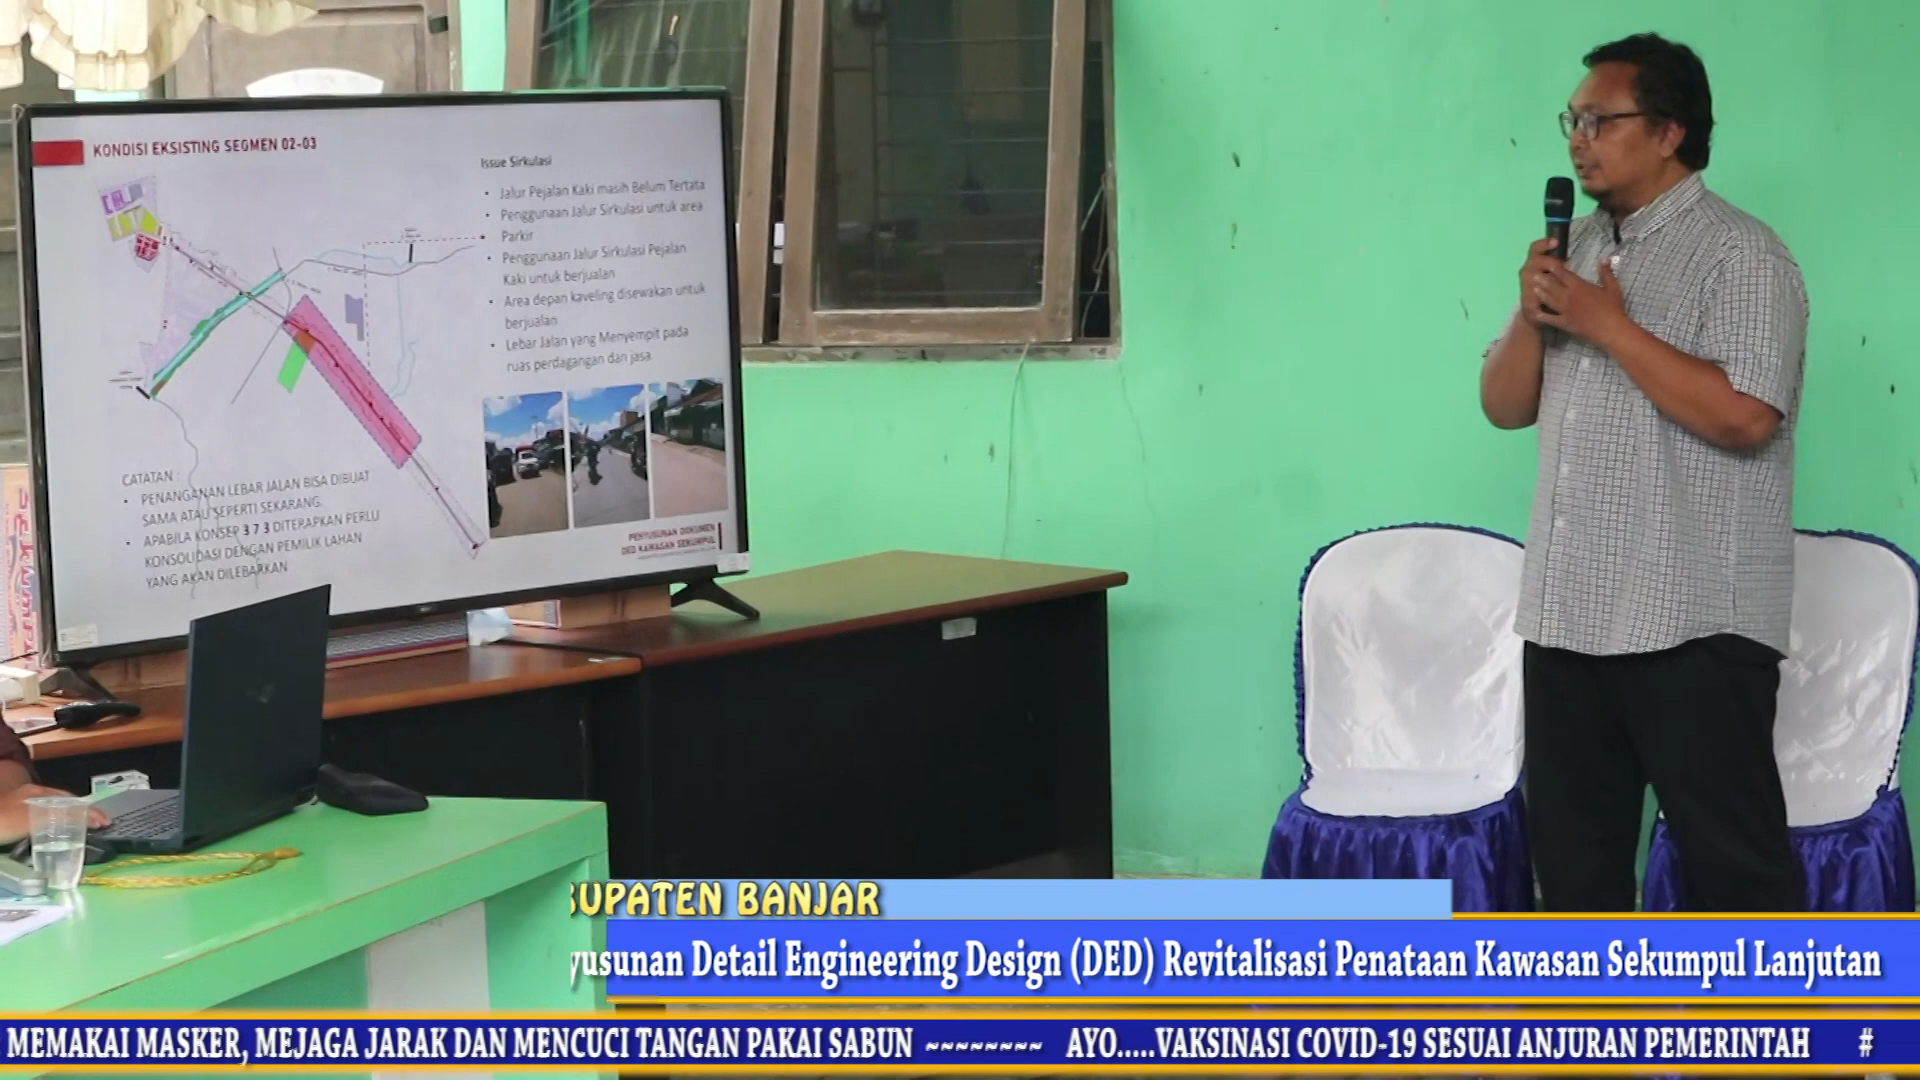 KONDISI EKSISTING SEGMEN 02-03
Issue Sirkulasi
• Jalur Pejalan Kaki masih Belum Tertata
• Penggunaan Jalur Sirkulasi untuk area
• Parkir
• Penggunaan Jalur Sirkulasi Pejalan
Kaki untuk berjualan
• Area depan kaveling disewakan untuk
berjualan
• Lebar Jalan yang Menyempit pada
ruas perdagangan dan jasa.
CATATAN :
• PENANGANAN LEBAR JALAN BISA DIBUAT
SAMA ATAU SEPERTI SEKARANG.
• APABILA KONSEP 3 7 3 DITERAPKAN PERLU
KONSOLIDASI DENGAN PEMILIK LAHAN
YANG AKAN DILEBARKAN
PENYUSUNAN DOKUMEN
DED KAWASAN SEKUMPUL
BUPATEN BANJAR
yusunan Detail Engineering Design (DED) Revitalisasi Penataan Kawasan Sekumpul Lanjutan
MEMAKAI MASKER, MEJAGA JARAK DAN MENCUCI TANGAN PAKAI SABUN ~~~~~~~~ AYO.....VAKSINASI COVID-19 SESUAI ANJURAN PEMERINTAH #